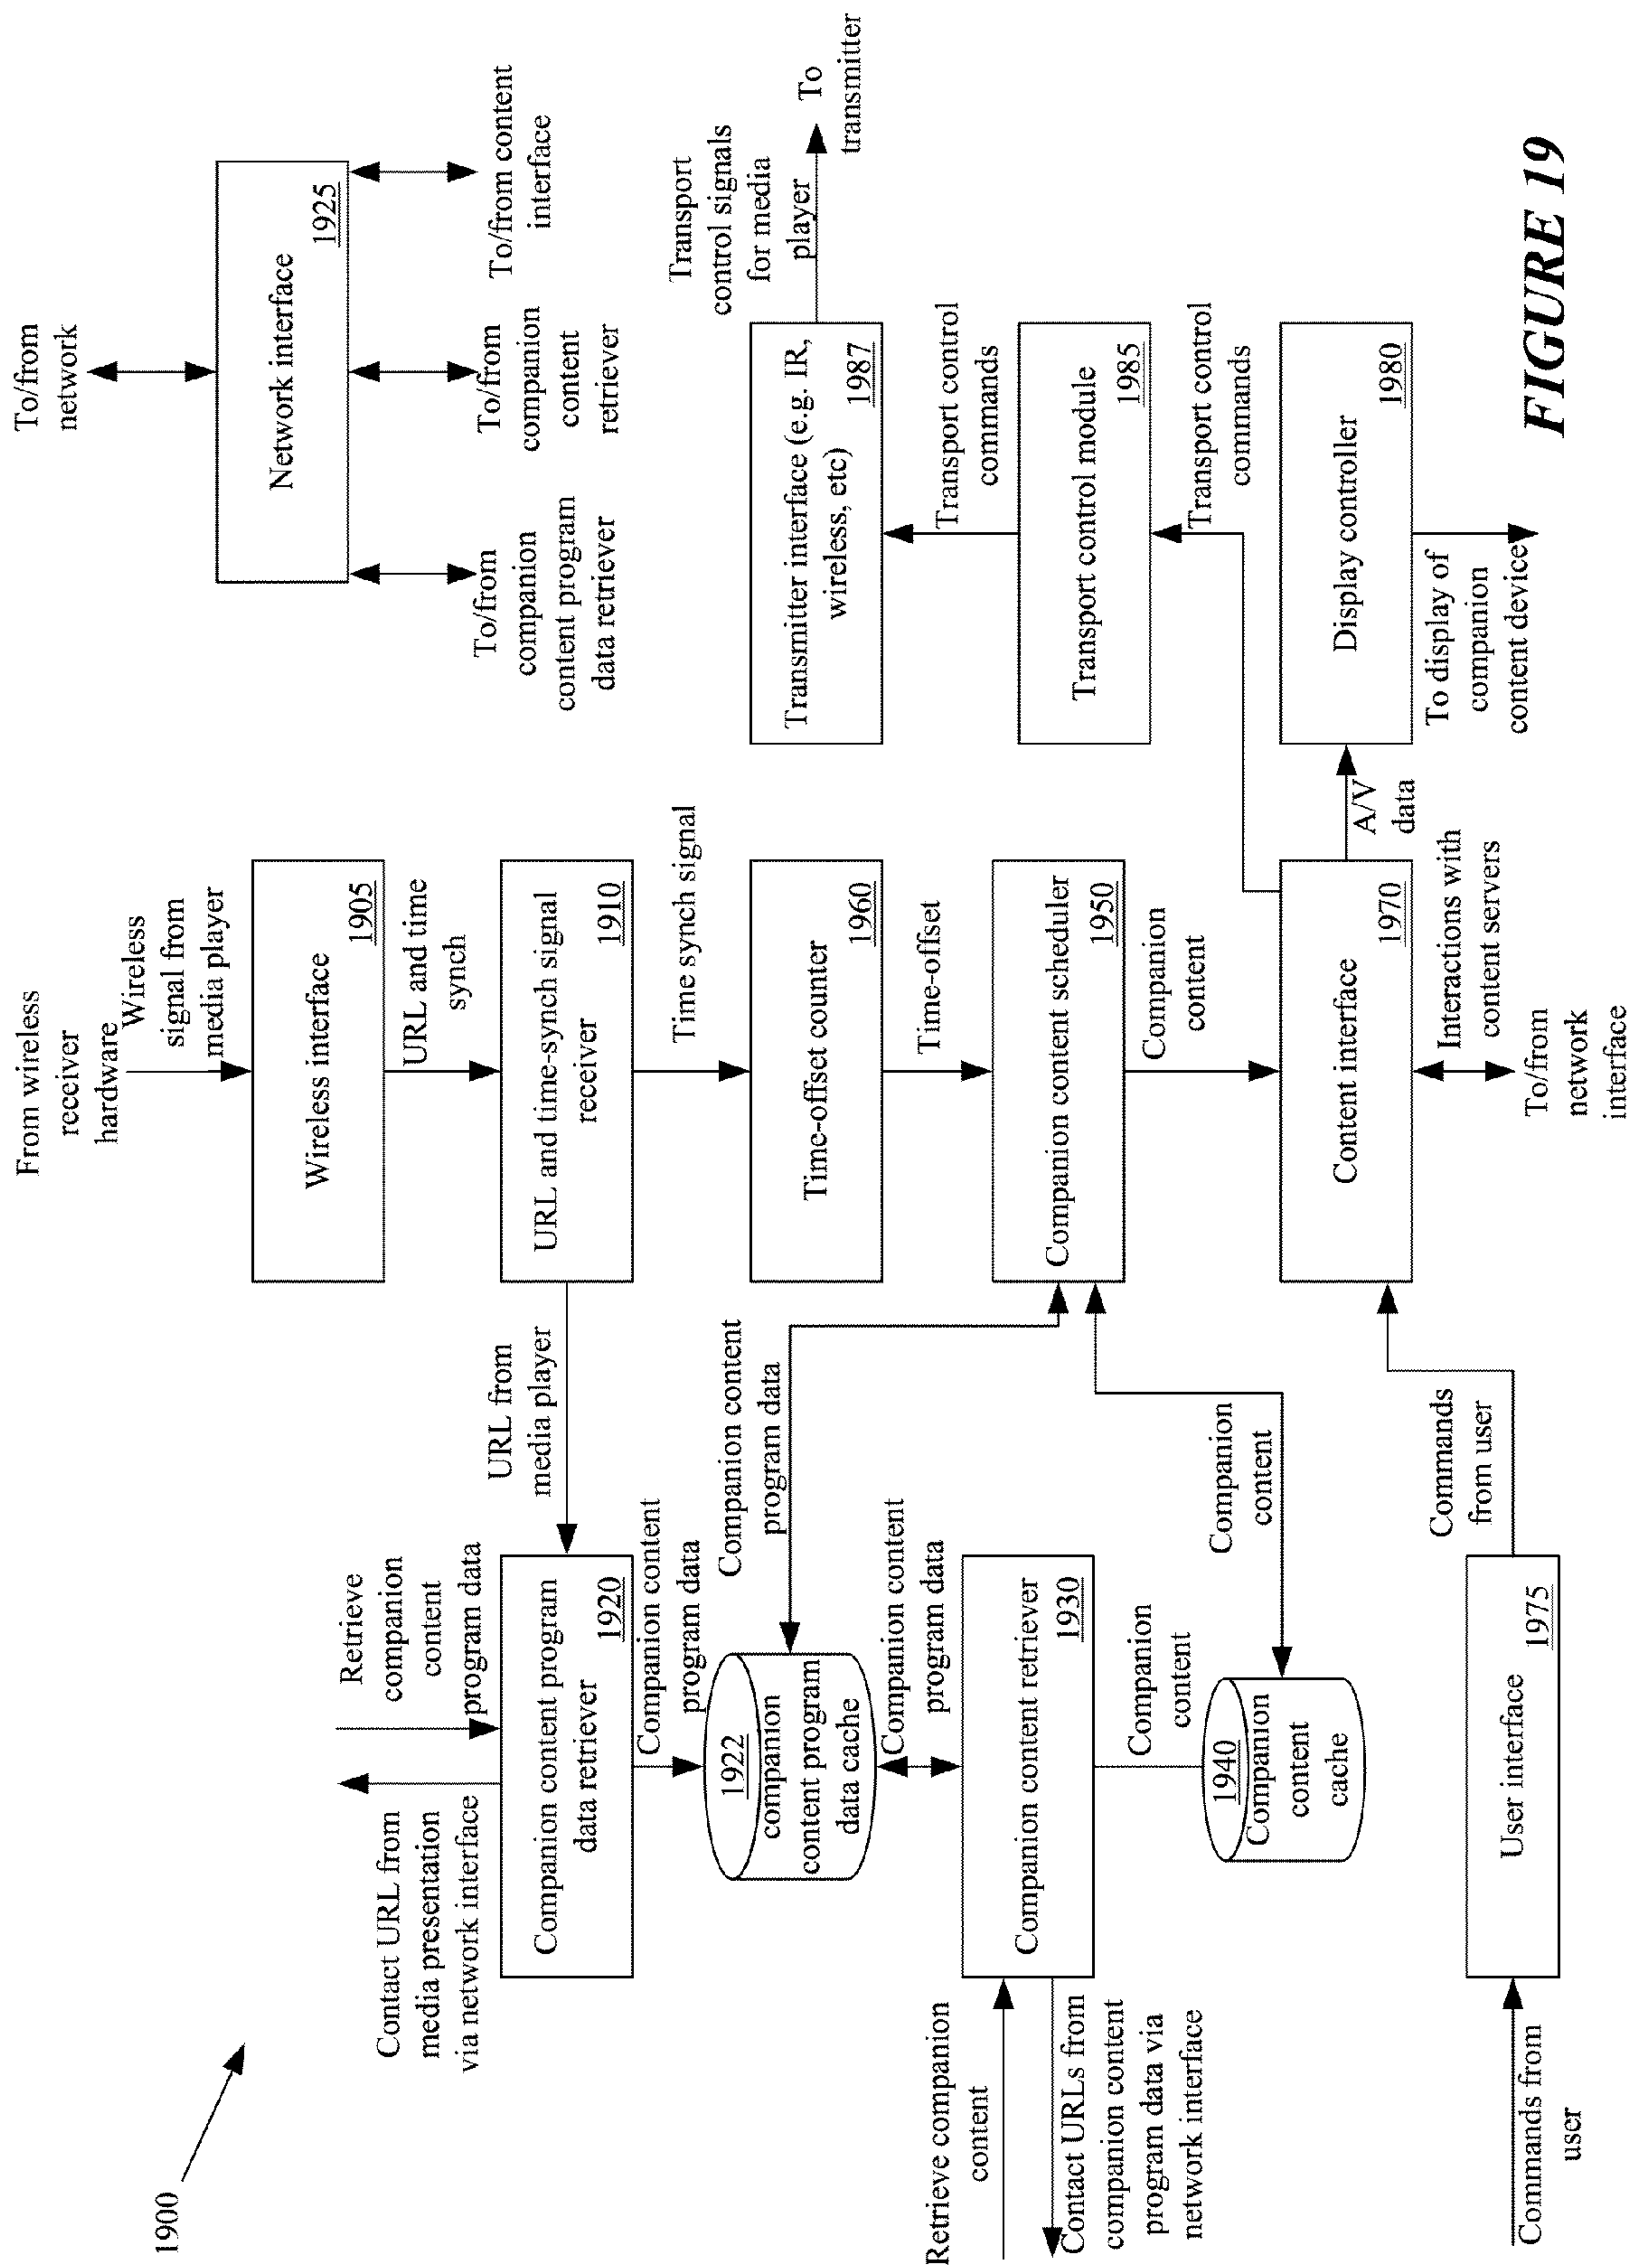 1900
Contact URL from
media presentation
via network interface
Retrieve
companion
content
program data
Companion content program
data retriever
1920
URL from
media player
Companion content
program data
1922
companion
content program
data cache
Companion content
program data
Companion content
program data
Retrieve companion
content
Contact URLs from
companion content
program data via
network interface
Companion content retriever
1930
Companion
content
1940
Companion
content
cache
Companion
content
Commands from
user
User interface
1975
Commands
from user
From wireless
receiver
hardware
Wireless
signal from
media player
Wireless interface
1905
URL and time
synch
URL and time-synch signal
receiver
1910
Time synch signal
Time-offset counter
1960
Time-offset
Companion content scheduler
1950
Companion
content
Content interface
1970
Interactions with
content servers
To/from
network
interface
A/V
data
To/from
network
Network interface
1925
To/from
companion
content program
data retriever
To/from
companion
content
retriever
To/from content
interface
Transport
control signals
for media
player
To
transmitter
Transmitter interface (e.g. IR,
wireless, etc)
1987
Transport control
commands
Transport control module
1985
Transport control
commands
Display controller
1980
To display of
companion
content device
FIGURE 19